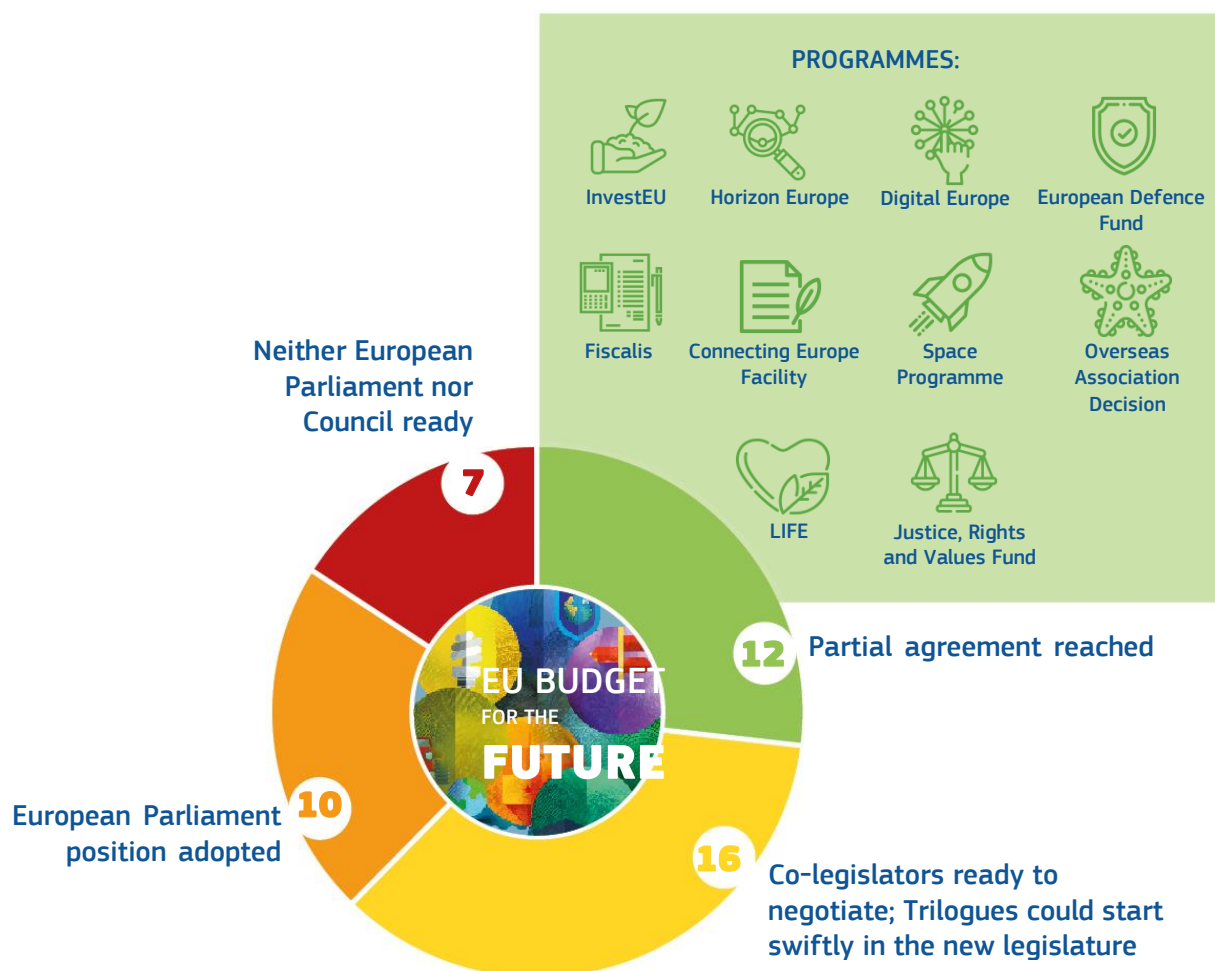 PROGRAMMES:
InvestEU
Horizon Europe
Digital Europe
European Defence
Fund
Fiscalis
Connecting Europe
Facility
Space
Programme
Overseas
Association
Decision
LIFE
Justice, Rights
and Values Fund
Neither European
Parliament nor
Council ready
7
12
Partial agreement reached
EU BUDGET
FOR THE
FUTURE
10
European Parliament
position adopted
16
Co-legislators ready to
negotiate; Trilogues could start
swiftly in the new legislature